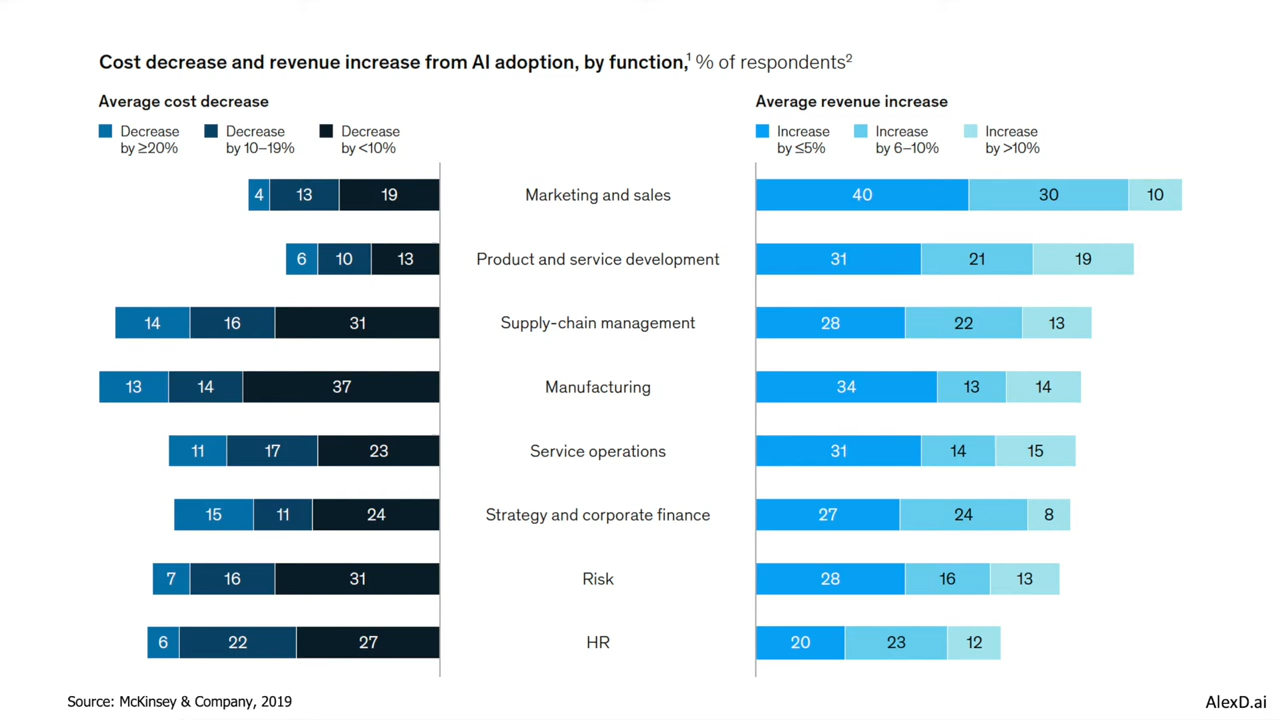 Cost decrease and revenue increase from AI adoption, by function,¹ % of respondents²
Average cost decrease
Average revenue increase
Decrease by ≥20%
Decrease by 10–19%
Decrease by <10%
Increase by ≤5%
Increase by 6–10%
Increase by >10%
4 13 19 Marketing and sales 40 30 10
6 10 13 Product and service development 31 21 19
14 16 31 Supply-chain management 28 22 13
13 14 37 Manufacturing 34 13 14
11 17 23 Service operations 31 14 15
15 11 24 Strategy and corporate finance 27 24 8
7 16 31 Risk 28 16 13
6 22 27 HR 20 23 12
Source: McKinsey & Company, 2019
AlexD.ai